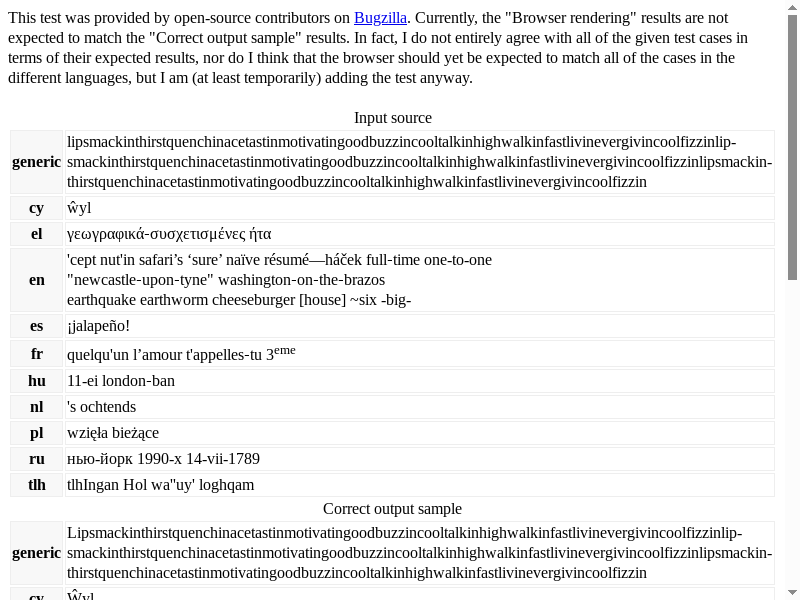 This test was provided by open-source contributors on Bugzilla. Currently, the "Browser rendering" results are not
expected to match the "Correct output sample" results. In fact, I do not entirely agree with all of the given test cases in
terms of their expected results, nor do I think that the browser should yet be expected to match all of the cases in the
different languages, but I am (at least temporarily) adding the test anyway.
Input source
lipsmackinthirstquenchinacetastinmotivatingoodbuzzincooltalkinhighwalkinfastlivinevergivincoolfizzinlip-
generic smackinthirstquenchinacetastinmotivatingoodbuzzincooltalkinhighwalkinfastlivinevergivincoolfizzinlipsmackin-
thirstquenchinacetastinmotivatingoodbuzzincooltalkinhighwalkinfastlivinevergivincoolfizzin
cy ŵyl
el γεωγραφικά-συσχετισμένες ήτα
'cept nut'in safari’s ‘sure’ naïve résumé—háček full-time one-to-one
en "newcastle-upon-tyne" washington-on-the-brazos
earthquake earthworm cheeseburger [house] ~six -big-
es ¡jalapeño!
fr quelqu'un l’amour t'appelles-tu 3eme
hu 11-ei london-ban
nl 's ochtends
pl wzięła bieżące
ru нью-йорк 1990-х 14-vii-1789
tlh tlhIngan Hol wa''uy' loghqam
Correct output sample
Lipsmackinthirstquenchinacetastinmotivatingoodbuzzincooltalkinhighwalkinfastlivinevergivincoolfizzinlip-
generic smackinthirstquenchinacetastinmotivatingoodbuzzincooltalkinhighwalkinfastlivinevergivincoolfizzinlipsmackin-
thirstquenchinacetastinmotivatingoodbuzzincooltalkinhighwalkinfastlivinevergivincoolfizzin
cy Ŵyl